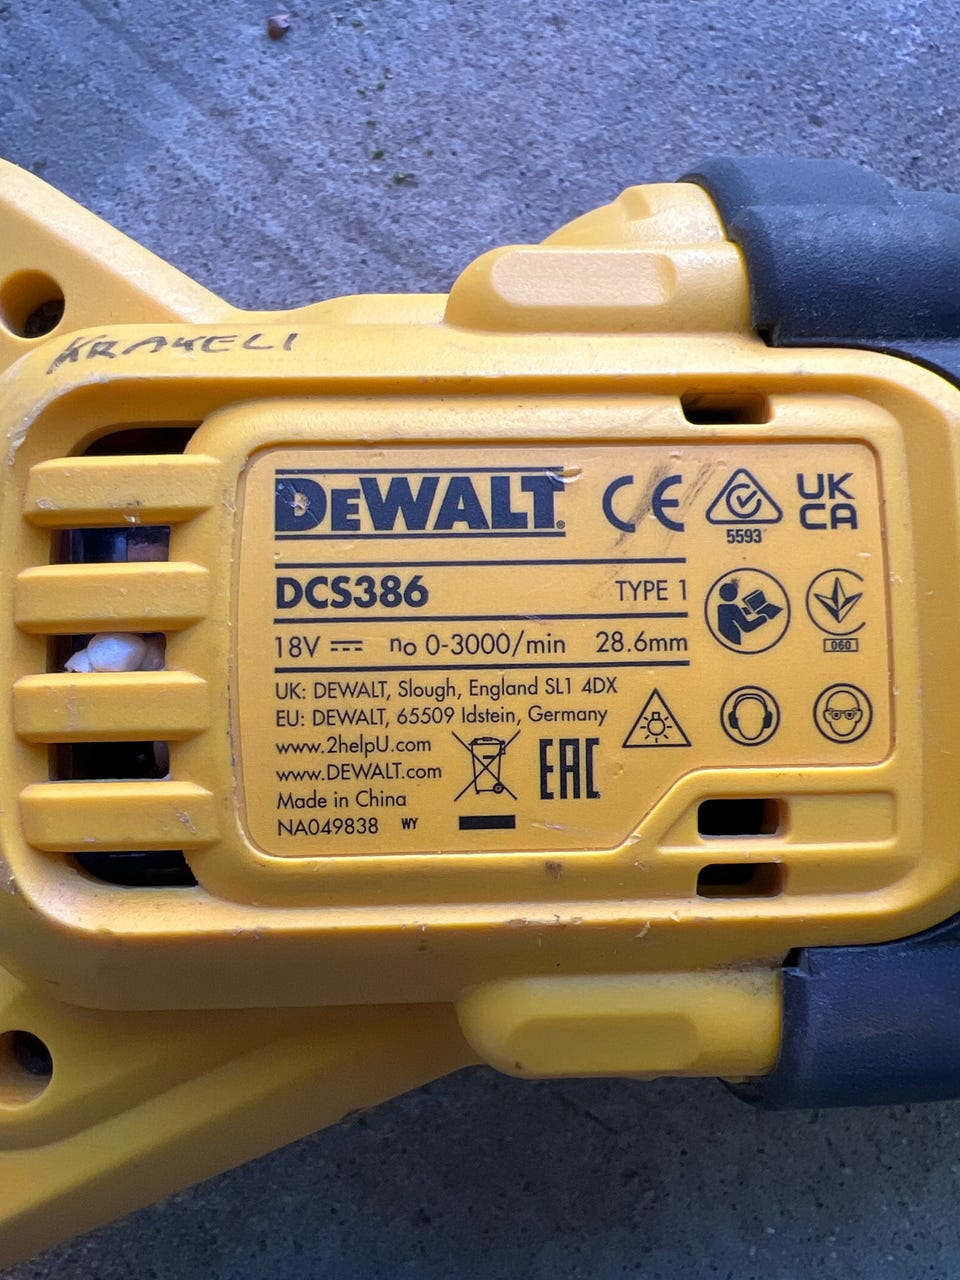 KRAKELI
DEWALT®
CE
5593
UK
CA
DCS386 TYPE 1
18V n₀ 0-3000/min 28.6mm
060
UK: DEWALT, Slough, England SL1 4DX
EU: DEWALT, 65509 Idstein, Germany
www.2helpU.com
www.DEWALT.com
Made in China
NA049838 WY
EAC